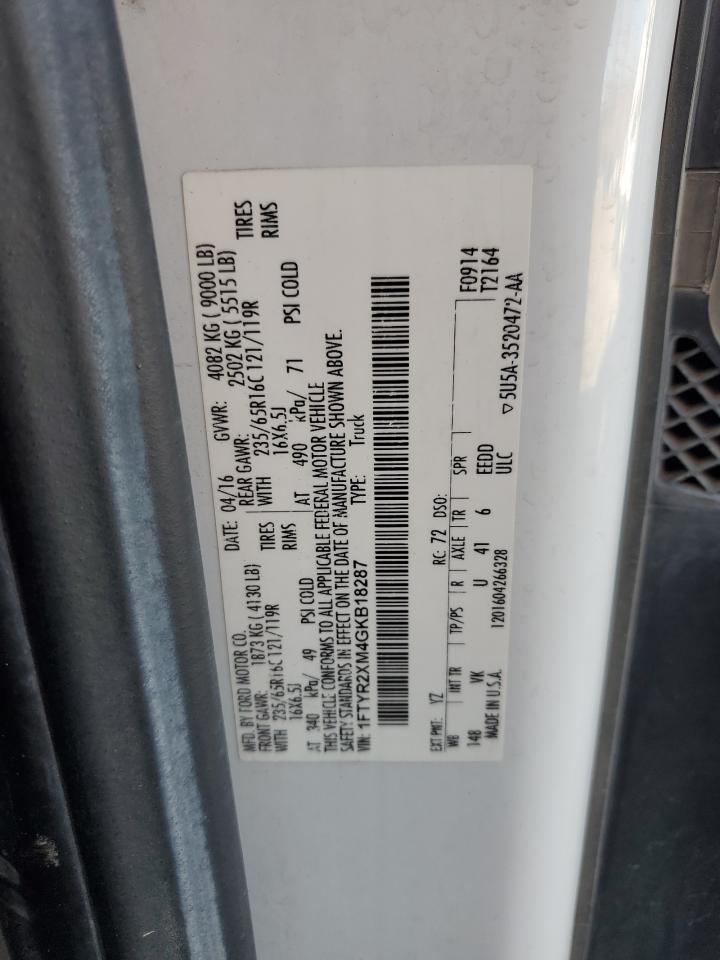 MFD. BY FORD MOTOR CO.
DATE: 04/16 GVWR: 4082 KG ( 9000 LB)
FRONT GAWR: 1873 KG ( 4130 LB) REAR GAWR: 2502 KG ( 5515 LB)
WITH 235/65R16C 121/119R TIRES WITH 235/65R16C 121/119R TIRES
16X6.5J RIMS 16X6.5J RIMS
AT 340 kPa/ 49 PSI COLD AT 490 kPa/ 71 PSI COLD
THIS VEHICLE CONFORMS TO ALL APPLICABLE FEDERAL MOTOR VEHICLE
SAFETY STANDARDS IN EFFECT ON THE DATE OF MANUFACTURE SHOWN ABOVE.
VIN: 1FTYR2XM4GKB18287 TYPE: Truck
EXT PNT: YZ RC: 72 DSO: F0914
WB INT TR TP/PS R AXLE TR SPR T2164
148 VK U 41 6 EEDD
MADE IN U.S.A. 1201604266328 ULC ▽5U5A-3520472-AA